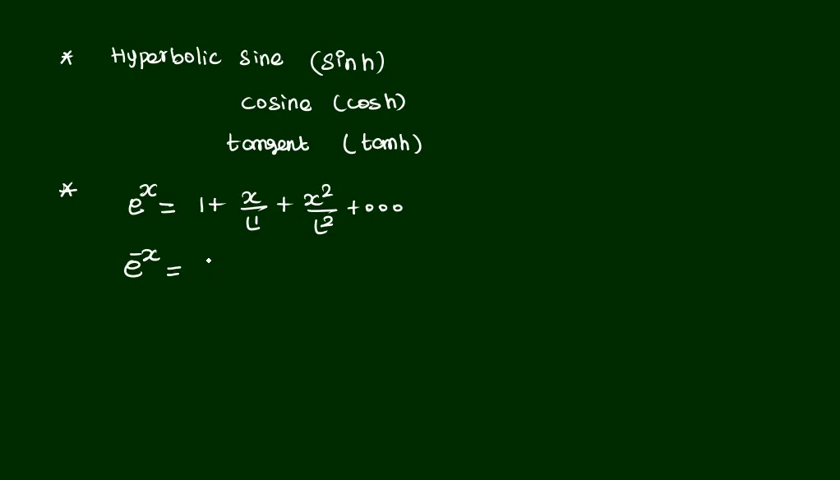 * Hyperbolic sine (sinh)
cosine (cosh)
tangent (tanh)
* e^x = 1 + x/⌊1 + x^2/⌊2 + ...
e^-x =